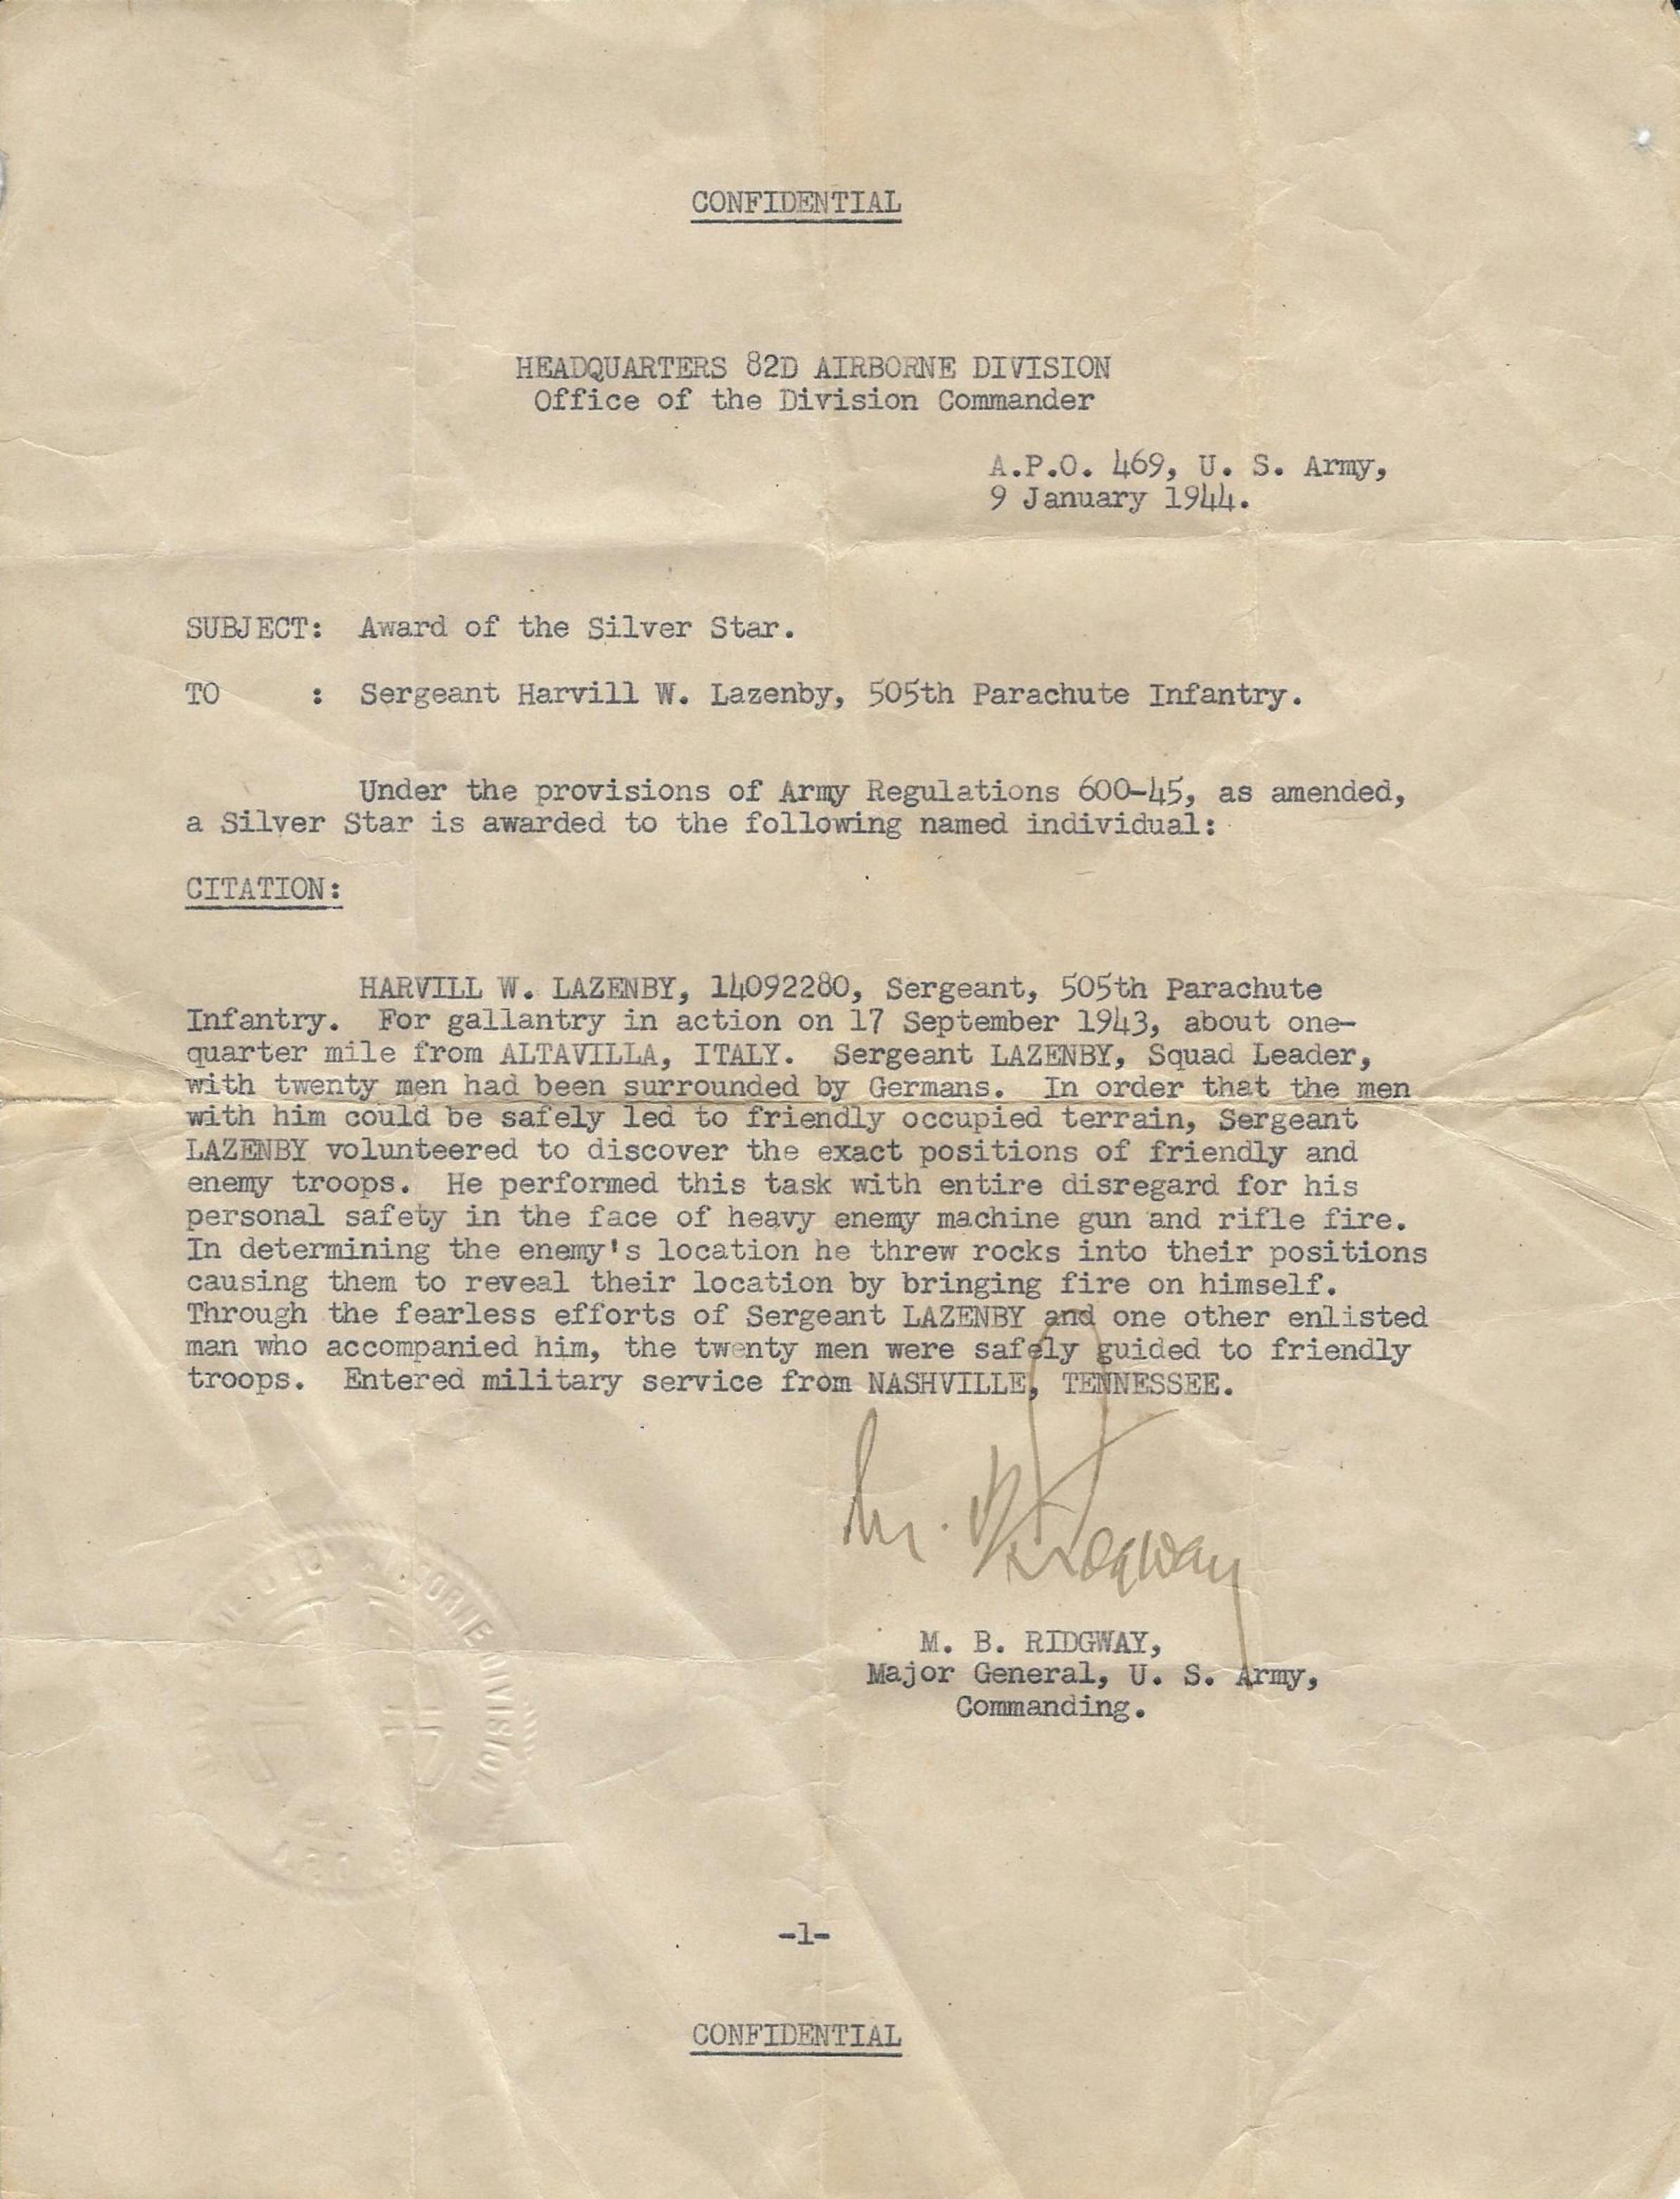 CONFIDENTIAL
HEADQUARTERS 82D AIRBORNE DIVISION
Office of the Division Commander
A.P.O. 469, U. S. Army,
9 January 1944.
SUBJECT: Award of the Silver Star.
TO : Sergeant Harvill W. Lazenby, 505th Parachute Infantry.
Under the provisions of Army Regulations 600-45, as amended,
a Silver Star is awarded to the following named individual:
CITATION:
HARVILL W. LAZENBY, 14092280, Sergeant, 505th Parachute
Infantry. For gallantry in action on 17 September 1943, about one-
quarter mile from ALTAVILLA, ITALY. Sergeant LAZENBY, Squad Leader,
with twenty men had been surrounded by Germans. In order that the men
with him could be safely led to friendly occupied terrain, Sergeant
LAZENBY volunteered to discover the exact positions of friendly and
enemy troops. He performed this task with entire disregard for his
personal safety in the face of heavy enemy machine gun and rifle fire.
In determining the enemy's location he threw rocks into their positions
causing them to reveal their location by bringing fire on himself.
Through the fearless efforts of Sergeant LAZENBY and one other enlisted
man who accompanied him, the twenty men were safely guided to friendly
troops. Entered military service from NASHVILLE, TENNESSEE.
M. B. Ridgway
M. B. RIDGWAY,
Major General, U. S. Army,
Commanding.
AIRBORNE DIVISION
-1-
CONFIDENTIAL